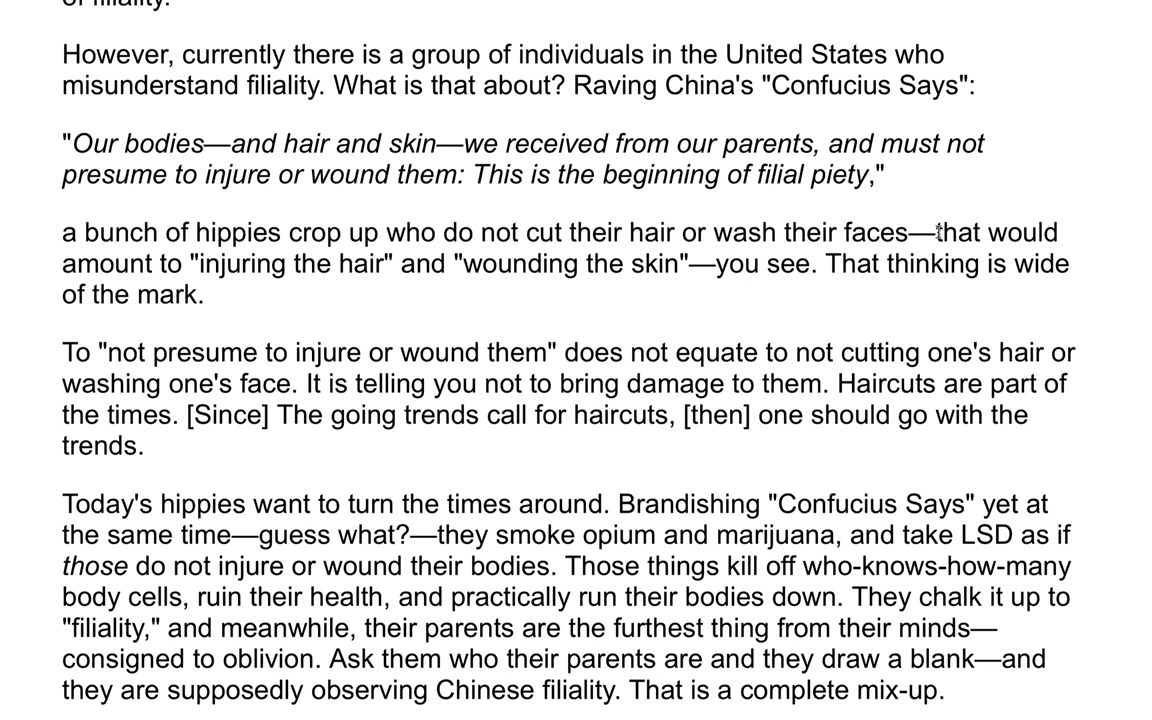 of filiality.
However, currently there is a group of individuals in the United States who
misunderstand filiality. What is that about? Raving China's "Confucius Says":
"Our bodies—and hair and skin—we received from our parents, and must not
presume to injure or wound them: This is the beginning of filial piety,"
a bunch of hippies crop up who do not cut their hair or wash their faces—that would
amount to "injuring the hair" and "wounding the skin"—you see. That thinking is wide
of the mark.
To "not presume to injure or wound them" does not equate to not cutting one's hair or
washing one's face. It is telling you not to bring damage to them. Haircuts are part of
the times. [Since] The going trends call for haircuts, [then] one should go with the
trends.
Today's hippies want to turn the times around. Brandishing "Confucius Says" yet at
the same time—guess what?—they smoke opium and marijuana, and take LSD as if
those do not injure or wound their bodies. Those things kill off who-knows-how-many
body cells, ruin their health, and practically run their bodies down. They chalk it up to
"filiality," and meanwhile, their parents are the furthest thing from their minds—
consigned to oblivion. Ask them who their parents are and they draw a blank—and
they are supposedly observing Chinese filiality. That is a complete mix-up.